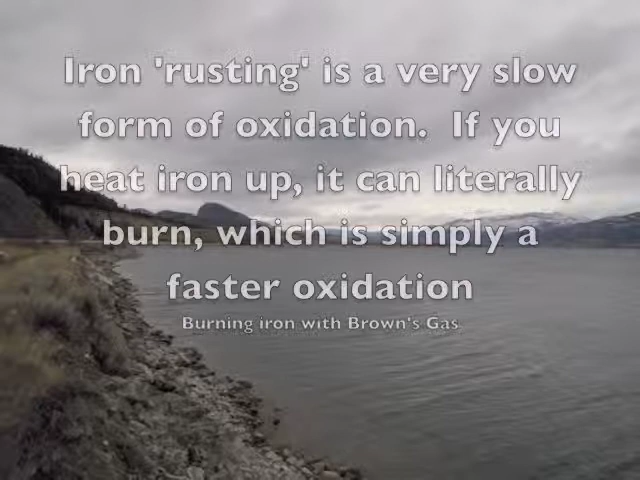 Iron 'rusting' is a very slow
form of oxidation.  If you
heat iron up, it can literally
burn, which is simply a
faster oxidation
Burning iron with Brown's Gas